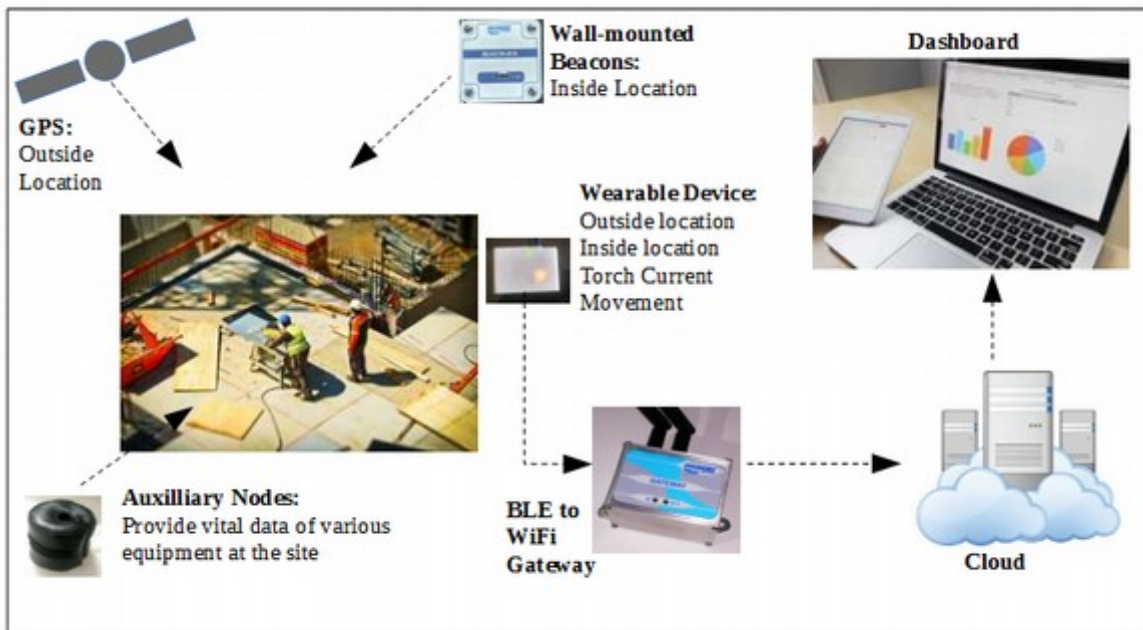 Wall-mounted
Beacons:
Inside Location
Dashboard
GPS:
Outside
Location
Wearable Device:
Outside location
Inside location
Torch Current
Movement
Auxilliary Nodes:
Provide vital data of various
equipment at the site
BLE to
WiFi
Gateway
GATEWAY
Cloud